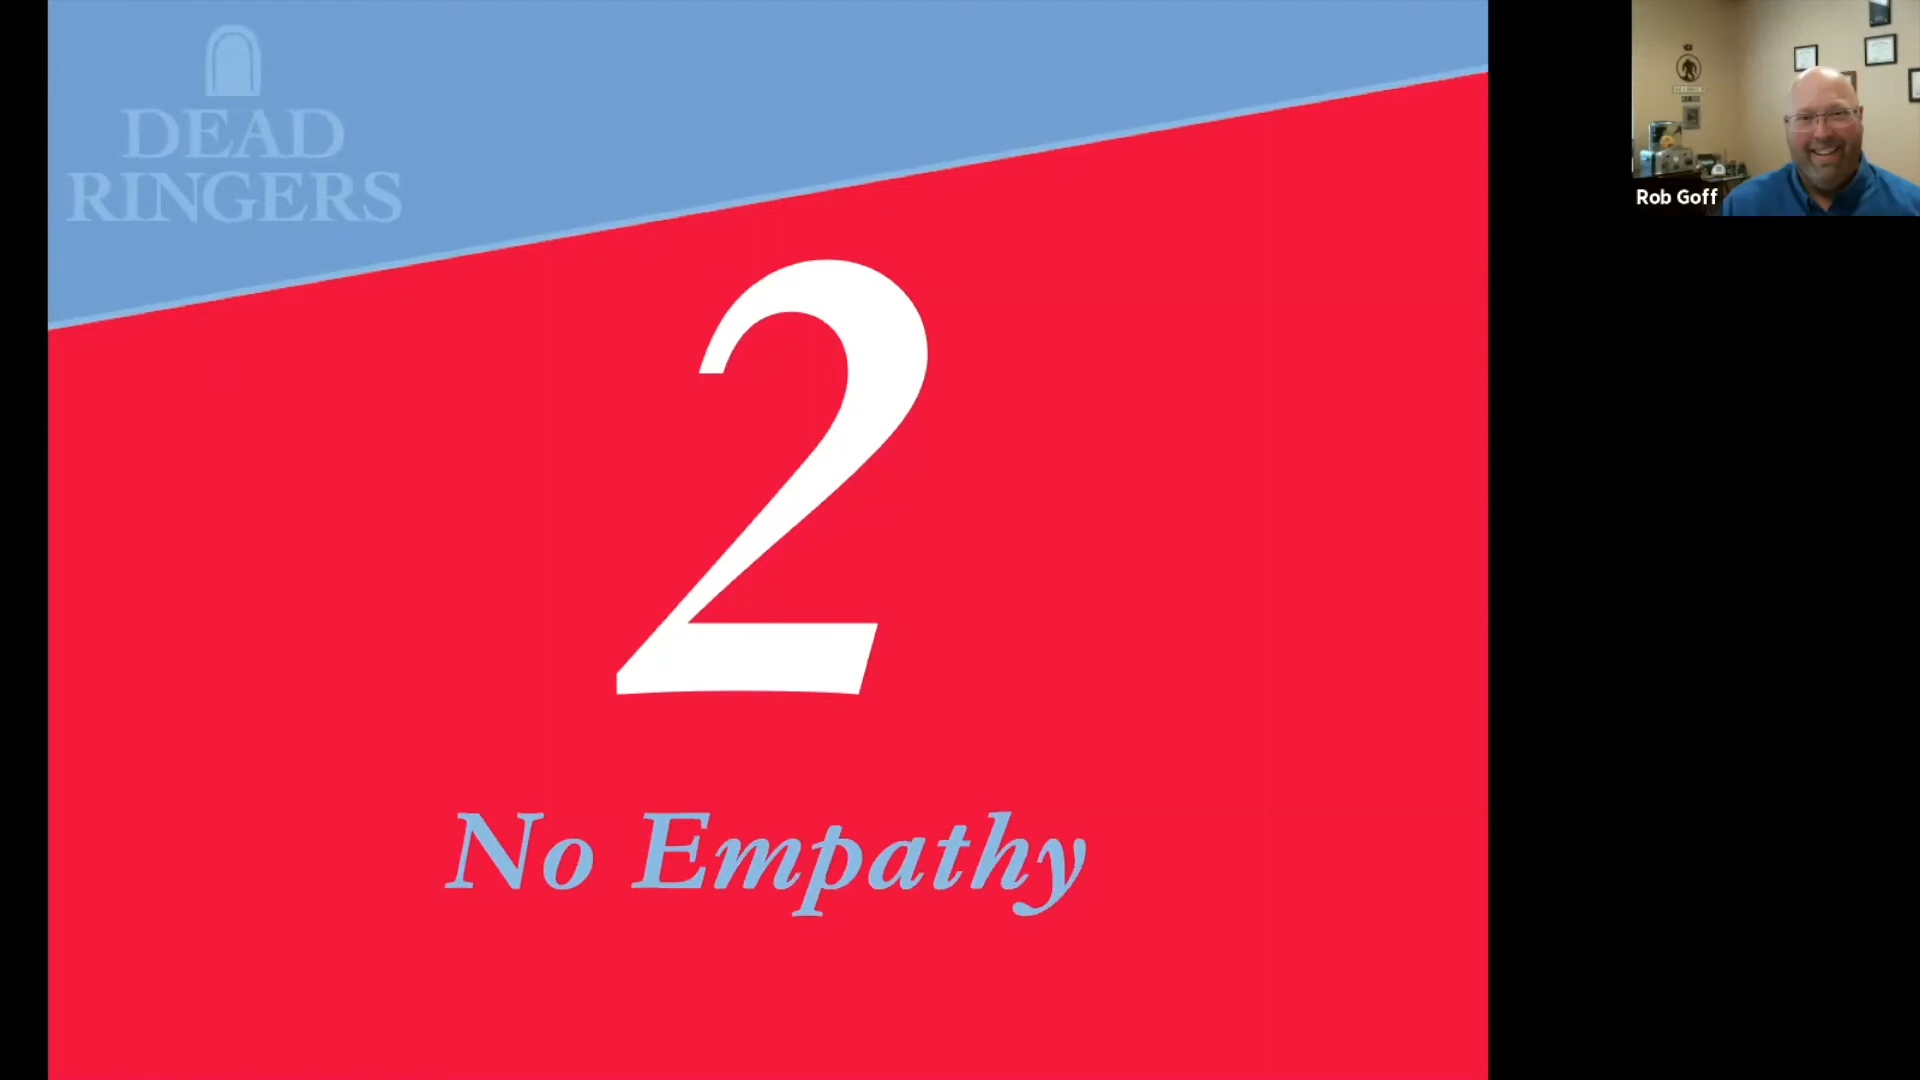 DEAD
RINGERS
2
No Empathy
Rob Goff